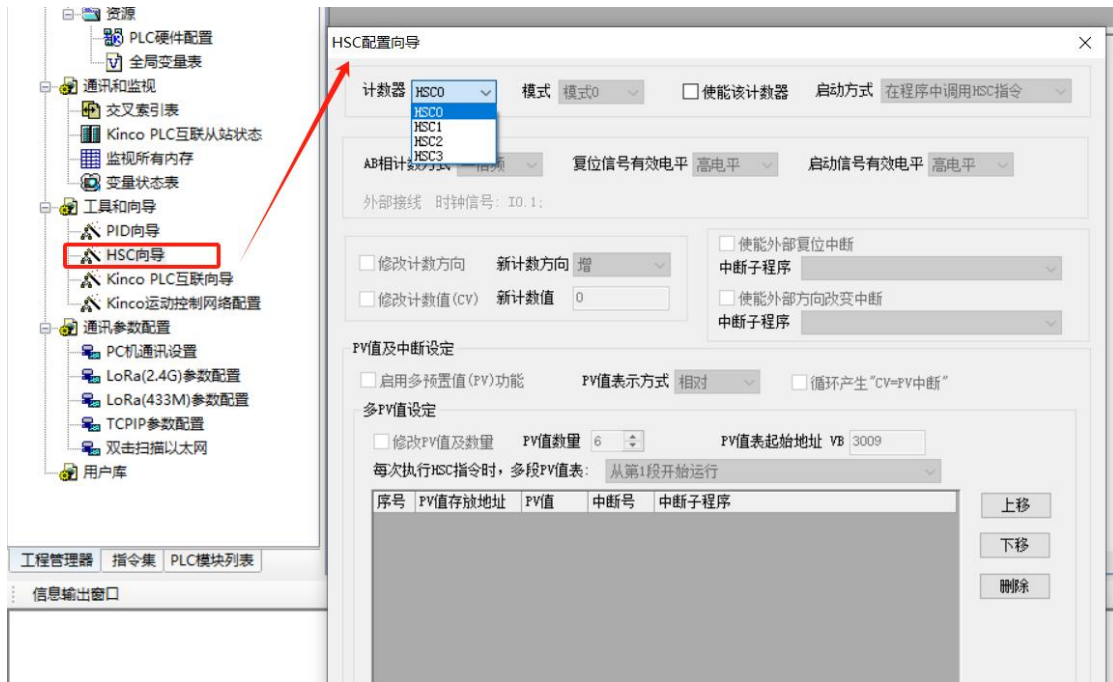 资源
PLC硬件配置
全局变量表
通讯和监视
交叉索引表
Kinco PLC互联从站状态
监视所有内存
变量状态表
工具和向导
PID向导
HSC向导
Kinco PLC互联向导
Kinco运动控制网络配置
通讯参数配置
PC机通讯设置
LoRa(2.4G)参数配置
LoRa(433M)参数配置
TCPIP参数配置
双击扫描以太网
用户库
工程管理器 指令集 PLC模块列表
信息输出窗口
HSC配置向导
计数器 HSC0 模式 模式0 使能该计数器 启动方式 在程序中调用HSC指令
HSC0
HSC1
HSC2
HSC3
AB相计数方式 一倍频 复位信号有效电平 高电平 启动信号有效电平 高电平
外部接线 时钟信号: I0.1;
修改计数方向 新计数方向 增
修改计数值(CV) 新计数值 0
使能外部复位中断
中断子程序
使能外部方向改变中断
中断子程序
PV值及中断设定
启用多预置值(PV)功能 PV值表示方式 相对 循环产生"CV=PV中断"
多PV值设定
修改PV值及数量 PV值数量 6 PV值表起始地址 VB 3009
每次执行HSC指令时，多段PV值表: 从第1段开始运行
序号 PV值存放地址 PV值 中断号 中断子程序
上移
下移
删除